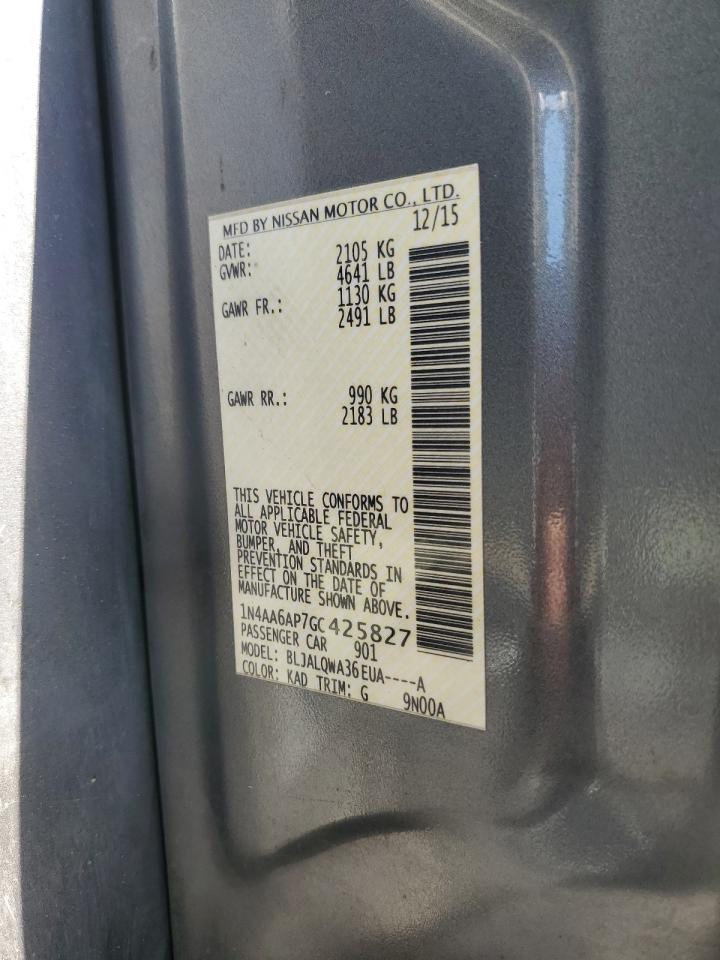 MFD BY NISSAN MOTOR CO., LTD.
DATE: 12/15
GVWR: 2105 KG
4641 LB
GAWR FR.: 1130 KG
2491 LB
GAWR RR.: 990 KG
2183 LB
THIS VEHICLE CONFORMS TO
ALL APPLICABLE FEDERAL
MOTOR VEHICLE SAFETY,
BUMPER, AND THEFT
PREVENTION STANDARDS IN
EFFECT ON THE DATE OF
MANUFACTURE SHOWN ABOVE.
1N4AA6AP7GC425827
PASSENGER CAR 901
MODEL: BLJALQWA36EUA----A
COLOR: KAD TRIM: G 9N00A